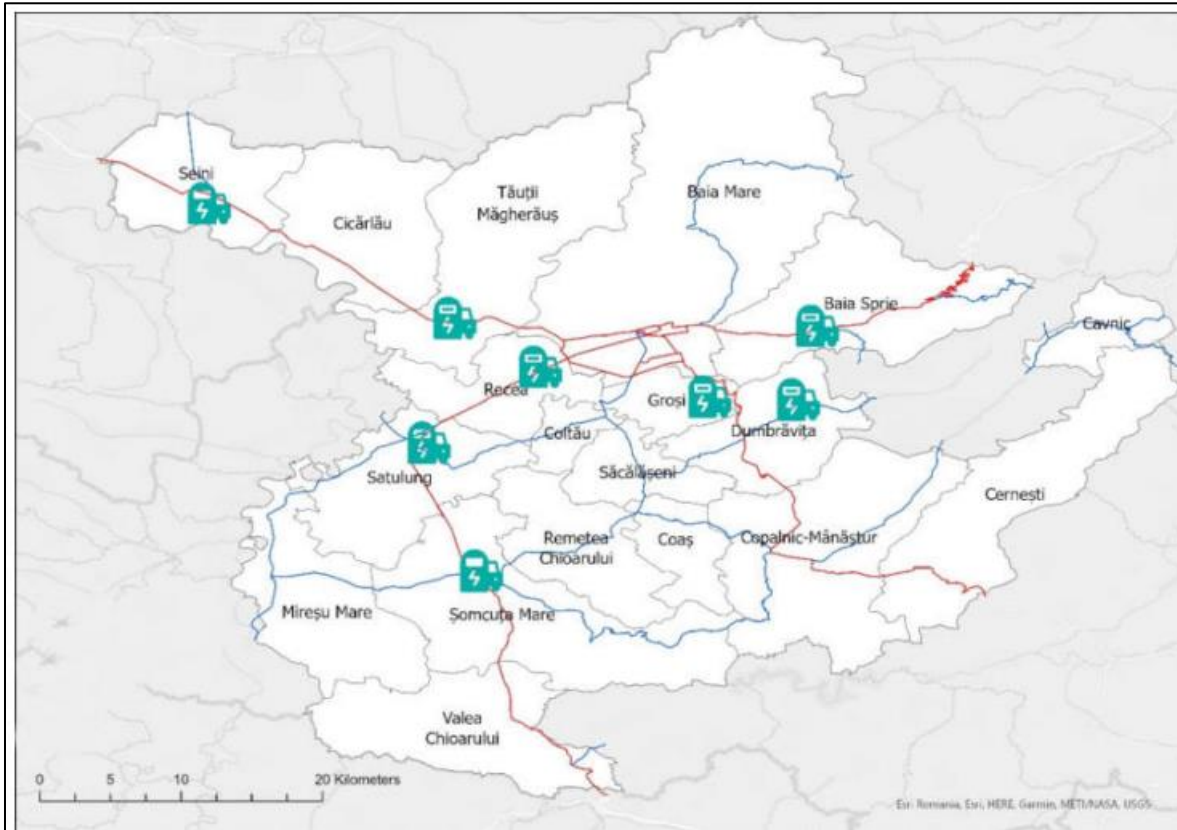 Seini
Cicărlău
Tăuții
Măgherăuș
Baia Mare
Baia Sprie
Cavnic
Recea
Groși
Dumbrăvița
Coltău
Satulung
Săcălășeni
Cernești
Remetea
Chioarului
Coaș
Copalnic-Mănăștur
Mireșu Mare
Șomcuța Mare
Valea
Chioarului
0 5 10 20 Kilometers
Esri Romania, Esri, HERE, Garmin, METI/NASA, USGS